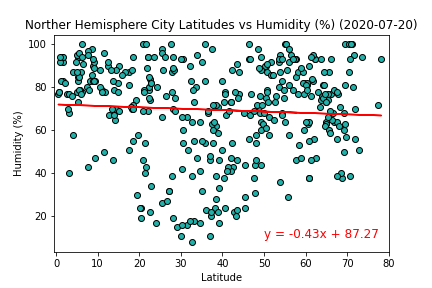 Norther Hemisphere City Latitudes vs Humidity (%) (2020-07-20)
100
80
60
40
20
Humidity (%)
y = -0.43x + 87.27
0 10 20 30 40 50 60 70 80
Latitude